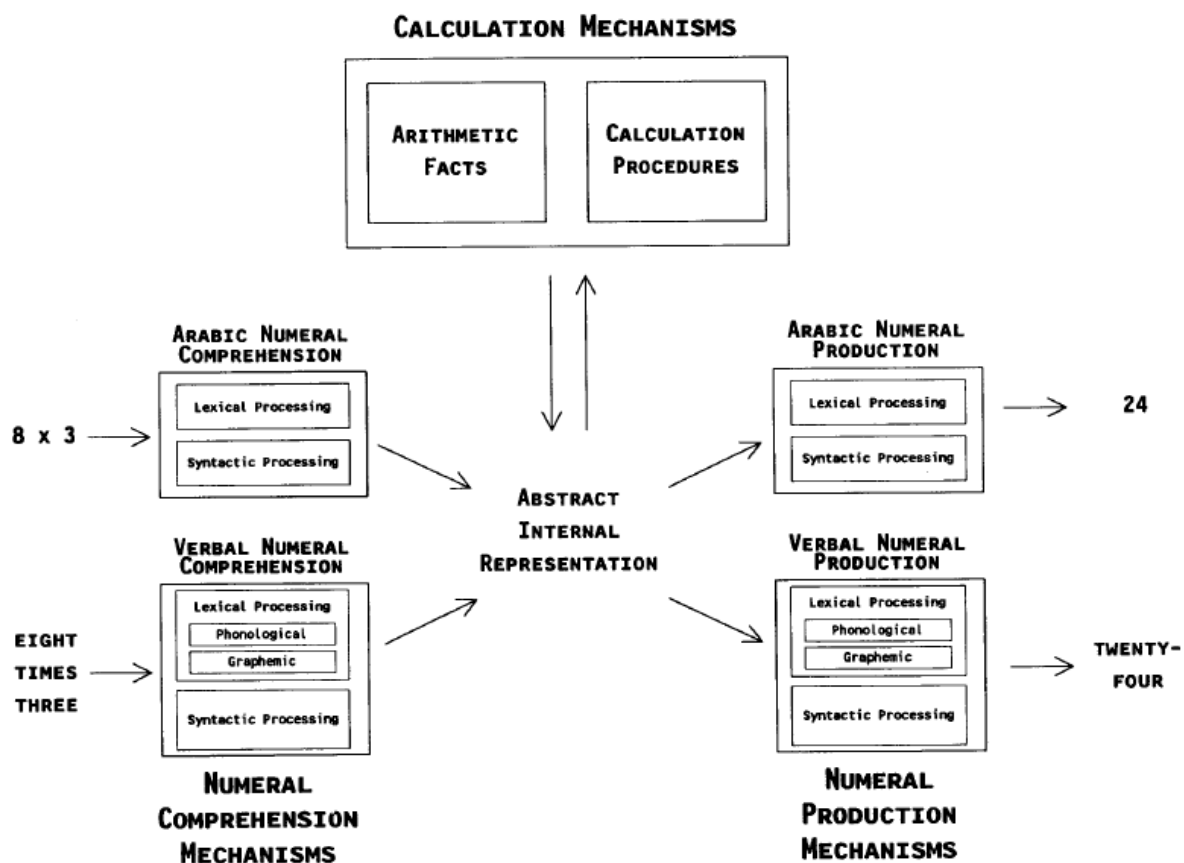 CALCULATION MECHANISMS
ARITHMETIC
FACTS
CALCULATION
PROCEDURES
ARABIC NUMERAL
COMPREHENSION
Lexical Processing
Syntactic Processing
8 x 3
ARABIC NUMERAL
PRODUCTION
Lexical Processing
Syntactic Processing
24
ABSTRACT
INTERNAL
REPRESENTATION
VERBAL NUMERAL
COMPREHENSION
Lexical Processing
Phonological
Graphemic
Syntactic Processing
EIGHT
TIMES
THREE
VERBAL NUMERAL
PRODUCTION
Lexical Processing
Phonological
Graphemic
Syntactic Processing
TWENTY-
FOUR
NUMERAL
COMPREHENSION
MECHANISMS
NUMERAL
PRODUCTION
MECHANISMS